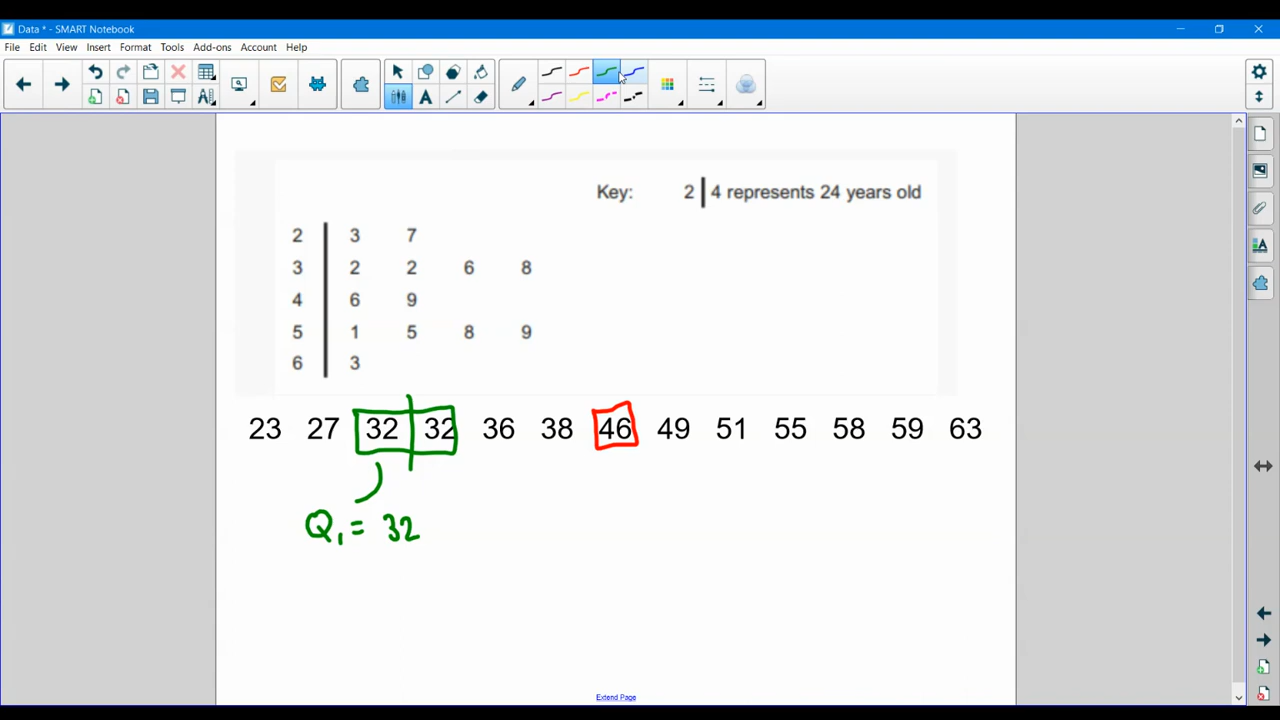 Data * - SMART Notebook
File Edit View Insert Format Tools Add-ons Account Help
Key: 2 | 4 represents 24 years old
2 | 3 7
3 | 2 2 6 8
4 | 6 9
5 | 1 5 8 9
6 | 3
23 27 32 32 36 38 46 49 51 55 58 59 63
Q₁ = 32
Extend Page